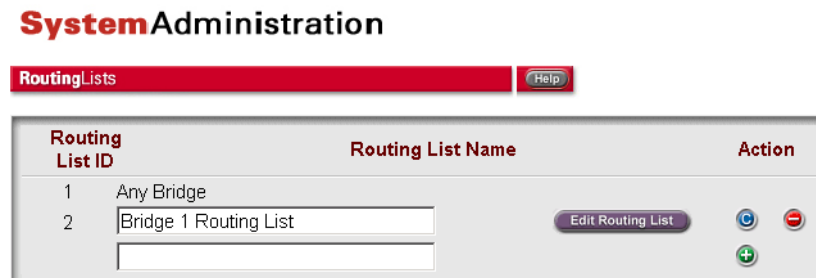 SystemAdministration
RoutingLists Help
Routing List ID Routing List Name Action
1 Any Bridge
2 Bridge 1 Routing List Edit Routing List C